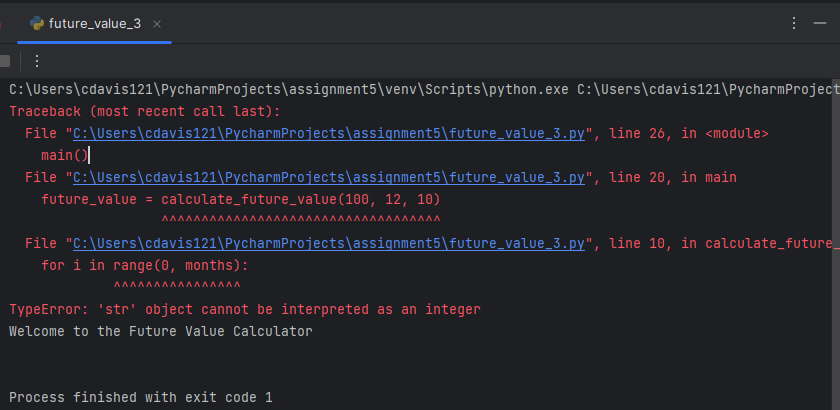 future_value_3
C:\Users\cdavis121\PycharmProjects\assignment5\venv\Scripts\python.exe C:\Users\cdavis121\PycharmProject
Traceback (most recent call last):
  File "C:\Users\cdavis121\PycharmProjects\assignment5\future_value_3.py", line 26, in <module>
    main()
  File "C:\Users\cdavis121\PycharmProjects\assignment5\future_value_3.py", line 20, in main
    future_value = calculate_future_value(100, 12, 10)
                   ^^^^^^^^^^^^^^^^^^^^^^^^^^^^^^^^^^^
  File "C:\Users\cdavis121\PycharmProjects\assignment5\future_value_3.py", line 10, in calculate_future_
    for i in range(0, months):
             ^^^^^^^^^^^^^^^^
TypeError: 'str' object cannot be interpreted as an integer
Welcome to the Future Value Calculator
Process finished with exit code 1